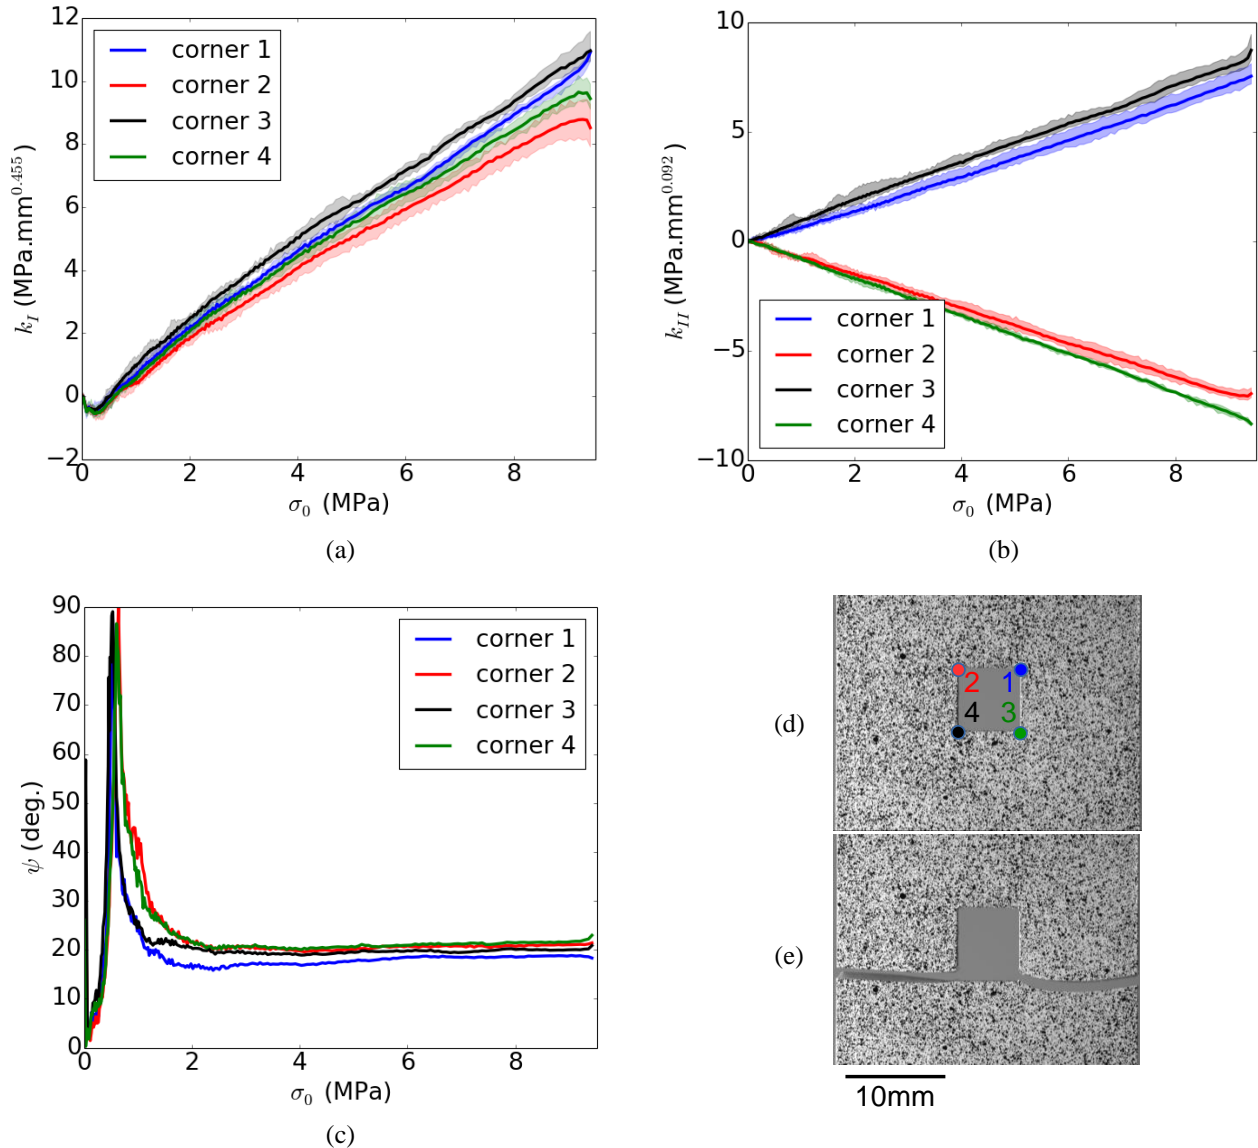 12
10
8
6
4
2
0
−2
k_I (MPa.mm^0.455)
corner 1
corner 2
corner 3
corner 4
0 2 4 6 8
σ₀ (MPa)
(a)
10
5
0
−5
−10
k_II (MPa.mm^0.092)
corner 1
corner 2
corner 3
corner 4
0 2 4 6 8
σ₀ (MPa)
(b)
90
80
70
60
50
40
30
20
10
0
ψ (deg.)
corner 1
corner 2
corner 3
corner 4
0 2 4 6 8
σ₀ (MPa)
(c)
2 1
4 3
(d)
(e)
10mm